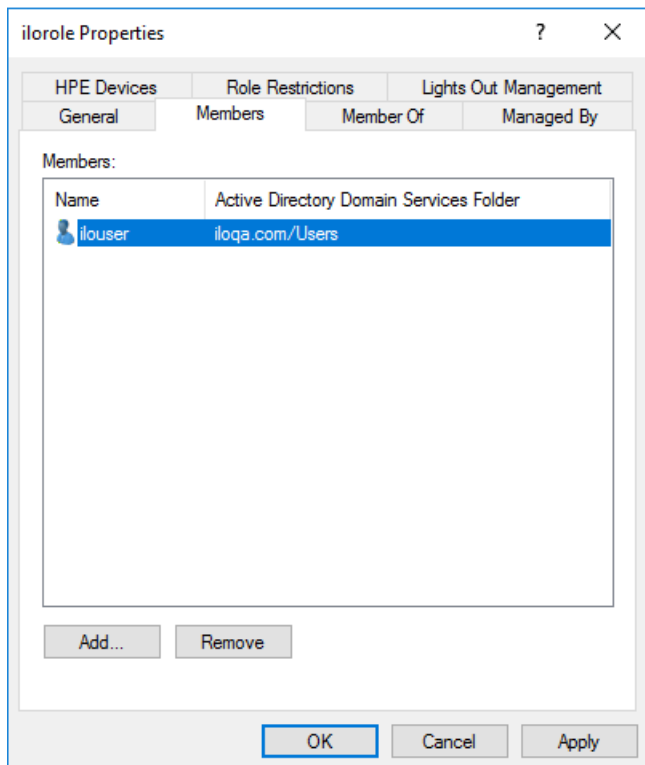 ilorole Properties ? ×
HPE Devices Role Restrictions Lights Out Management
General Members Member Of Managed By
Members:
Name Active Directory Domain Services Folder
ilouser iloqa.com/Users
Add... Remove
OK Cancel Apply